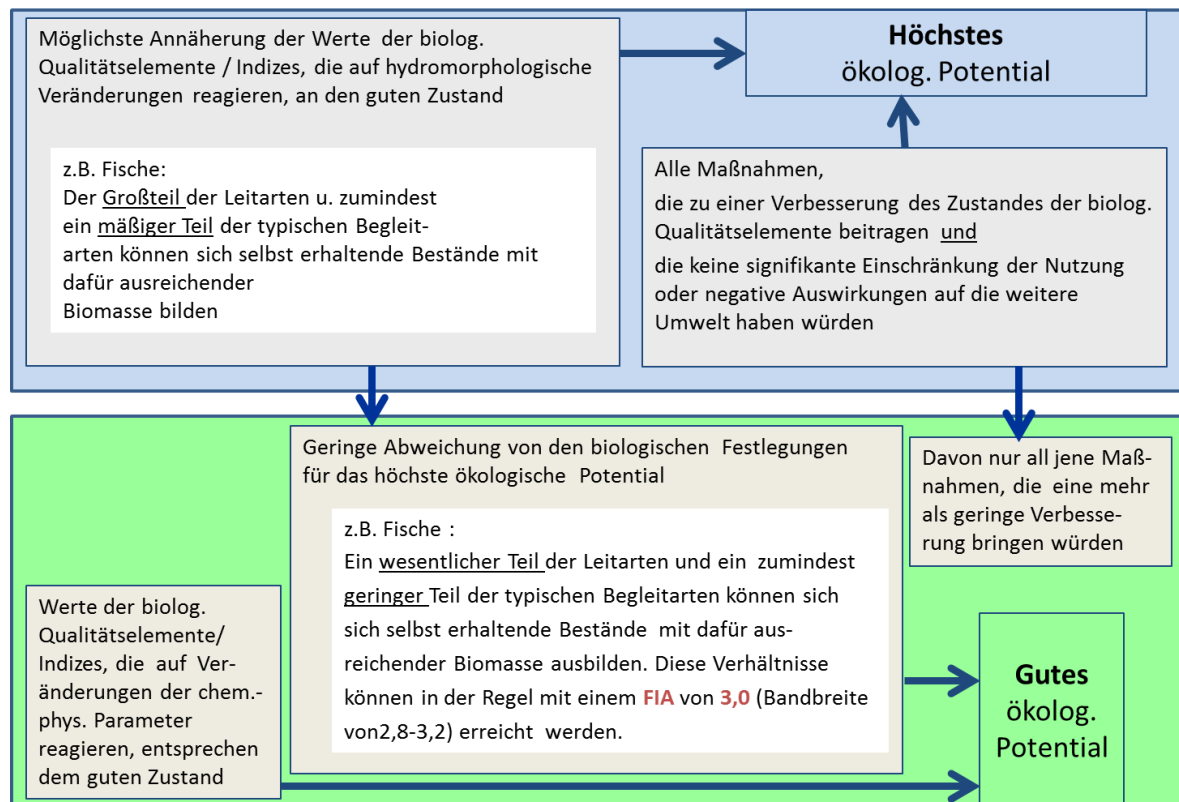 Möglichste Annäherung der Werte der biolog.
Qualitätselemente / Indizes, die auf hydromorphologische
Veränderungen reagieren, an den guten Zustand
z.B. Fische:
Der Großteil der Leitarten u. zumindest
ein mäßiger Teil der typischen Begleit-
arten können sich selbst erhaltende Bestände mit
dafür ausreichender
Biomasse bilden
Höchstes
ökolog. Potential
Alle Maßnahmen,
die zu einer Verbesserung des Zustandes der biolog.
Qualitätselemente beitragen und
die keine signifikante Einschränkung der Nutzung
oder negative Auswirkungen auf die weitere
Umwelt haben würden
Geringe Abweichung von den biologischen Festlegungen
für das höchste ökologische Potential
z.B. Fische :
Ein wesentlicher Teil der Leitarten und ein zumindest
geringer Teil der typischen Begleitarten können sich
sich selbst erhaltende Bestände mit dafür aus-
reichender Biomasse ausbilden. Diese Verhältnisse
können in der Regel mit einem FIA von 3,0 (Bandbreite
von2,8-3,2) erreicht werden.
Davon nur all jene Maß-
nahmen, die eine mehr
als geringe Verbesse-
rung bringen würden
Werte der biolog.
Qualitätselemente/
Indizes, die auf Ver-
änderungen der chem.-
phys. Parameter
reagieren, entsprechen
dem guten Zustand
Gutes
ökolog.
Potential